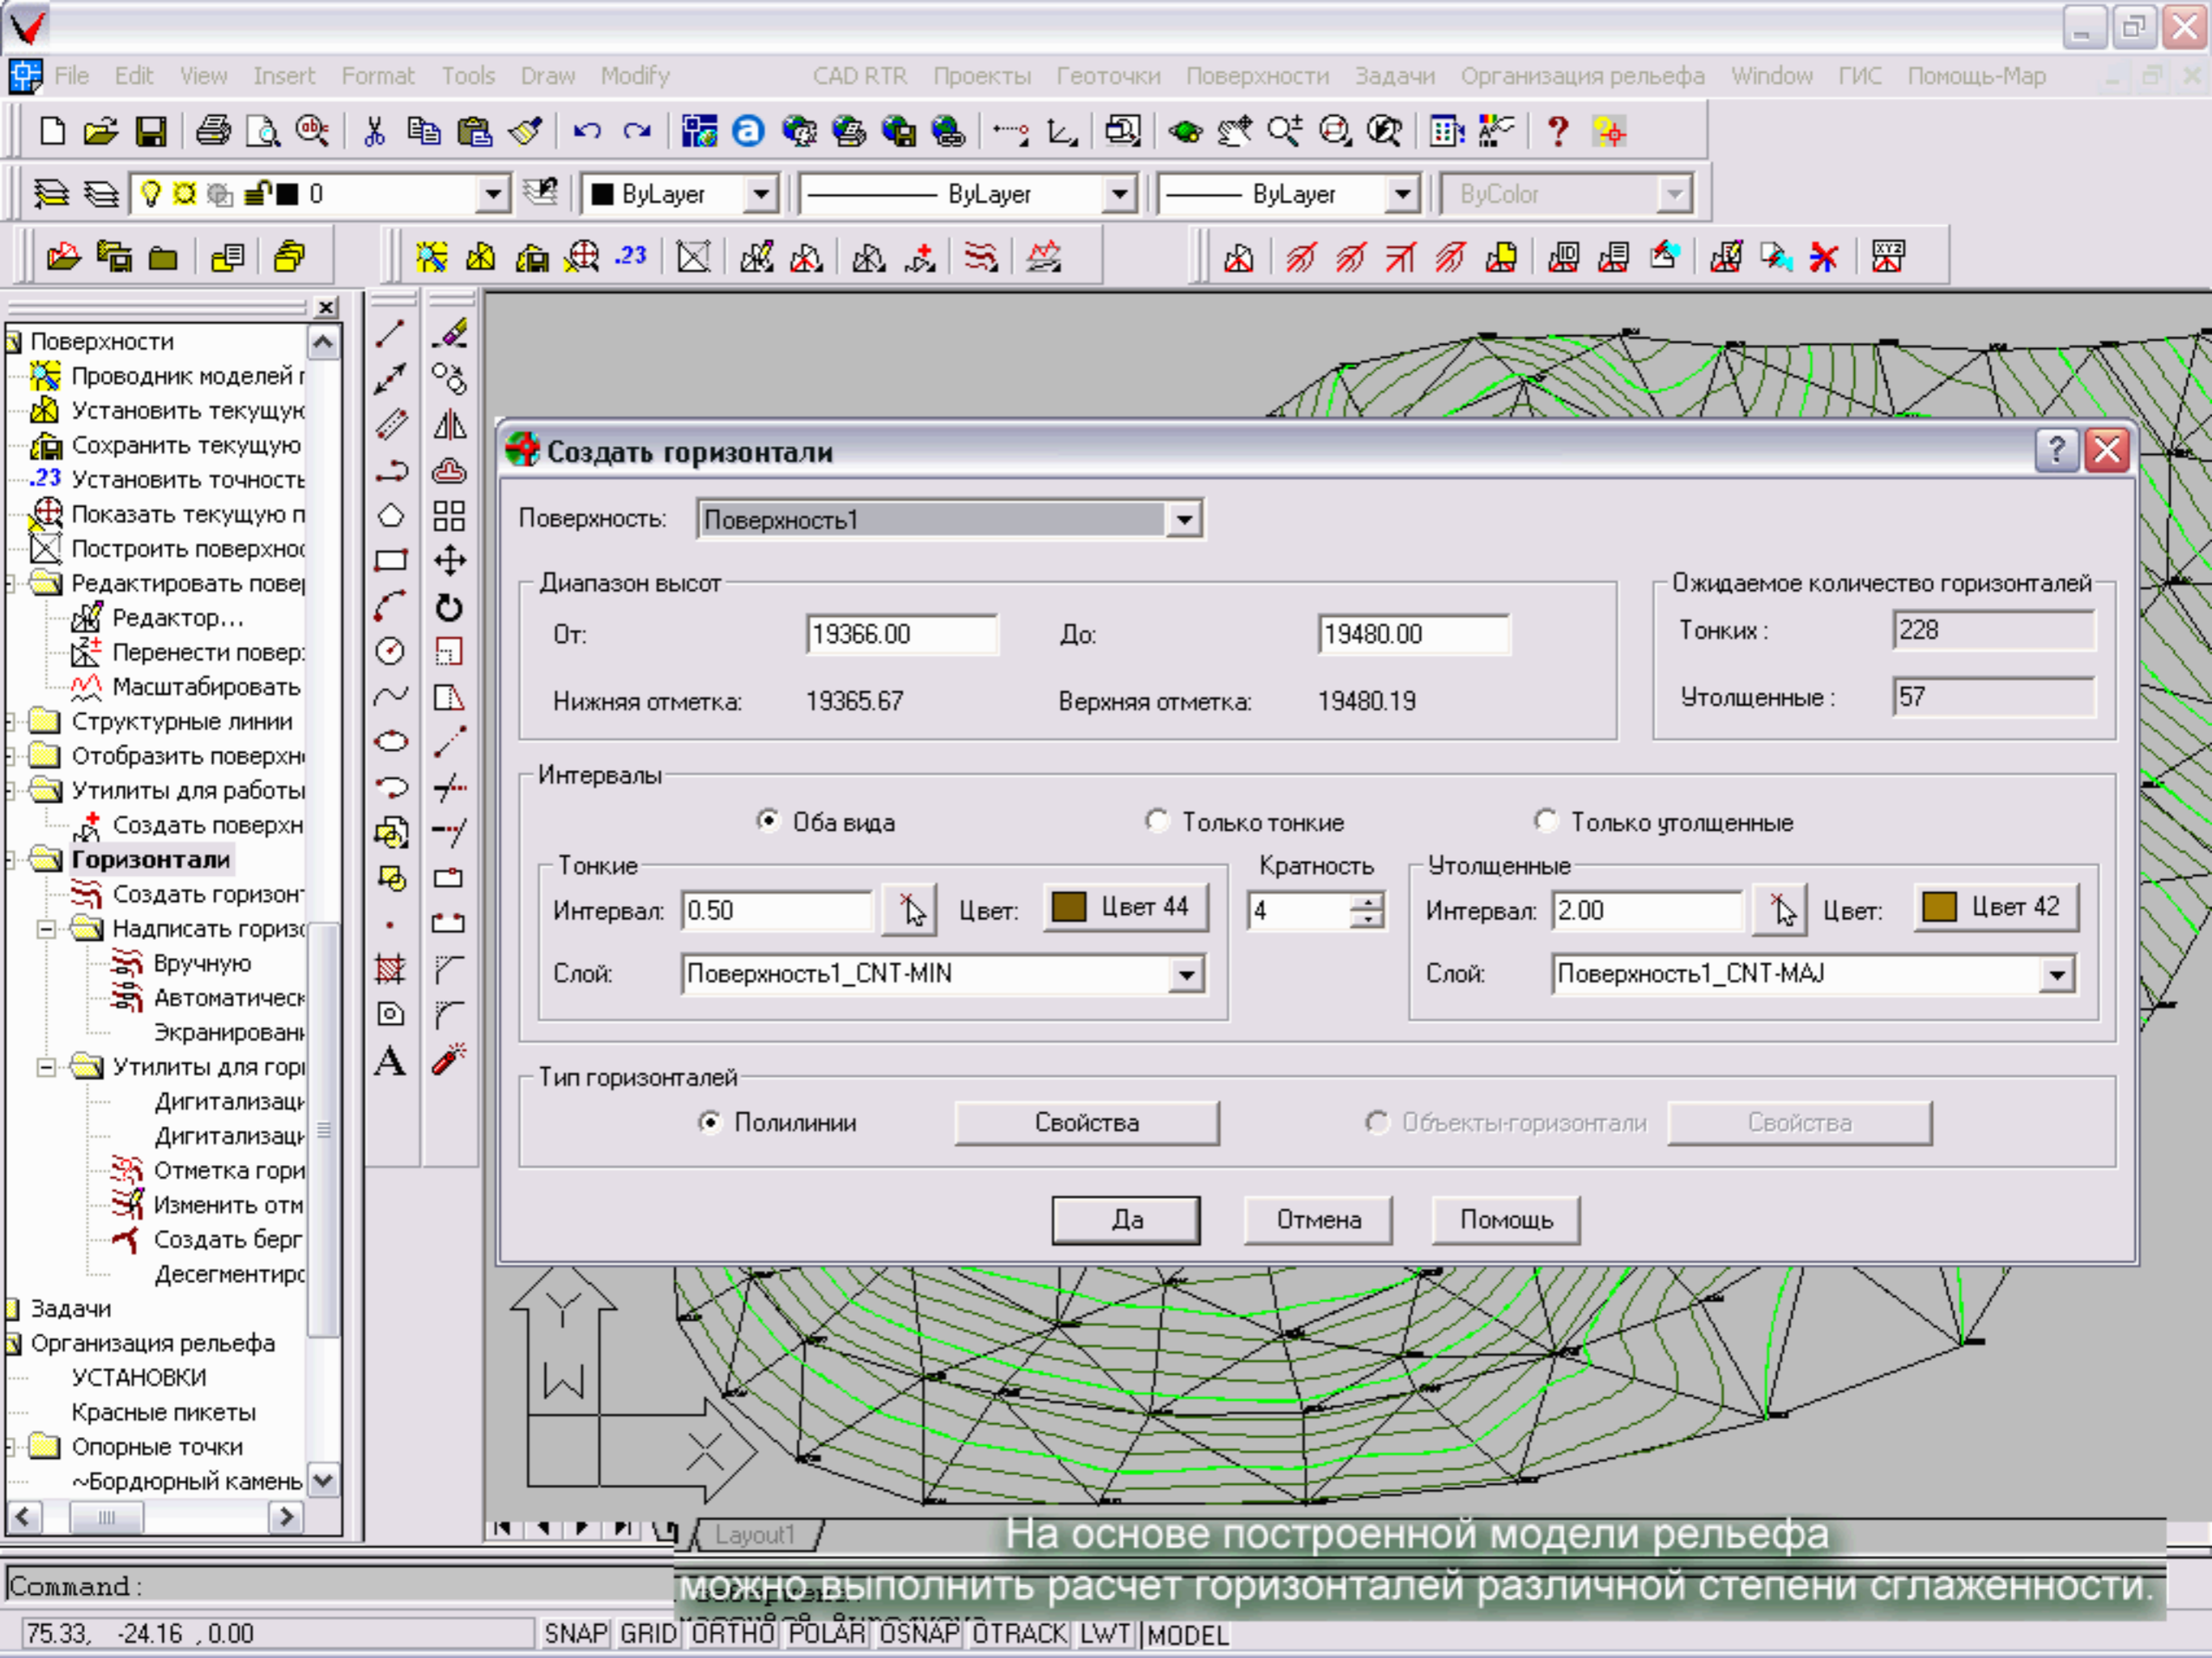 File Edit View Insert Format Tools Draw Modify CAD RTR Проекты Геоточки Поверхности Задачи Организация рельефа Window ГИС Помощь-Map
0 ByLayer ByLayer ByLayer ByColor
.23
XYZ
Поверхности
Проводник моделей г
Установить текущую
Сохранить текущую
.23 Установить точность
Показать текущую п
Построить поверхнос
Редактировать повер
Редактор...
Перенести повер:
Масштабировать
Структурные линии
Отобразить поверхн
Утилиты для работы
Создать поверхн
Горизонтали
Создать горизонт
Надписать горизо
Вручную
Автоматическ
Экранировани
Утилиты для гори
Дигитализаци
Дигитализаци
Отметка гори
Изменить отм
Создать берг
Десегментирс
Задачи
Организация рельефа
УСТАНОВКИ
Красные пикеты
Опорные точки
~Бордюрный камень
A
Создать горизонтали
Поверхность: Поверхность1
Диапазон высот
От: 19366.00 До: 19480.00
Нижняя отметка: 19365.67 Верхняя отметка: 19480.19
Ожидаемое количество горизонталей
Тонких : 228
Утолщенные : 57
Интервалы
Оба вида Только тонкие Только утолщенные
Тонкие
Интервал: 0.50 Цвет: Цвет 44
Слой: Поверхность1_CNT-MIN
Кратность
4
Утолщенные
Интервал: 2.00 Цвет: Цвет 42
Слой: Поверхность1_CNT-MAJ
Тип горизонталей
Полилинии Свойства Объекты-горизонтали Свойства
Да Отмена Помощь
Y
W
X
Layout1
На основе построенной модели рельефа
можно выполнить расчет горизонталей различной степени сглаженности.
Command:
75.33, -24.16 , 0.00 SNAP GRID ORTHO POLAR OSNAP OTRACK LWT MODEL